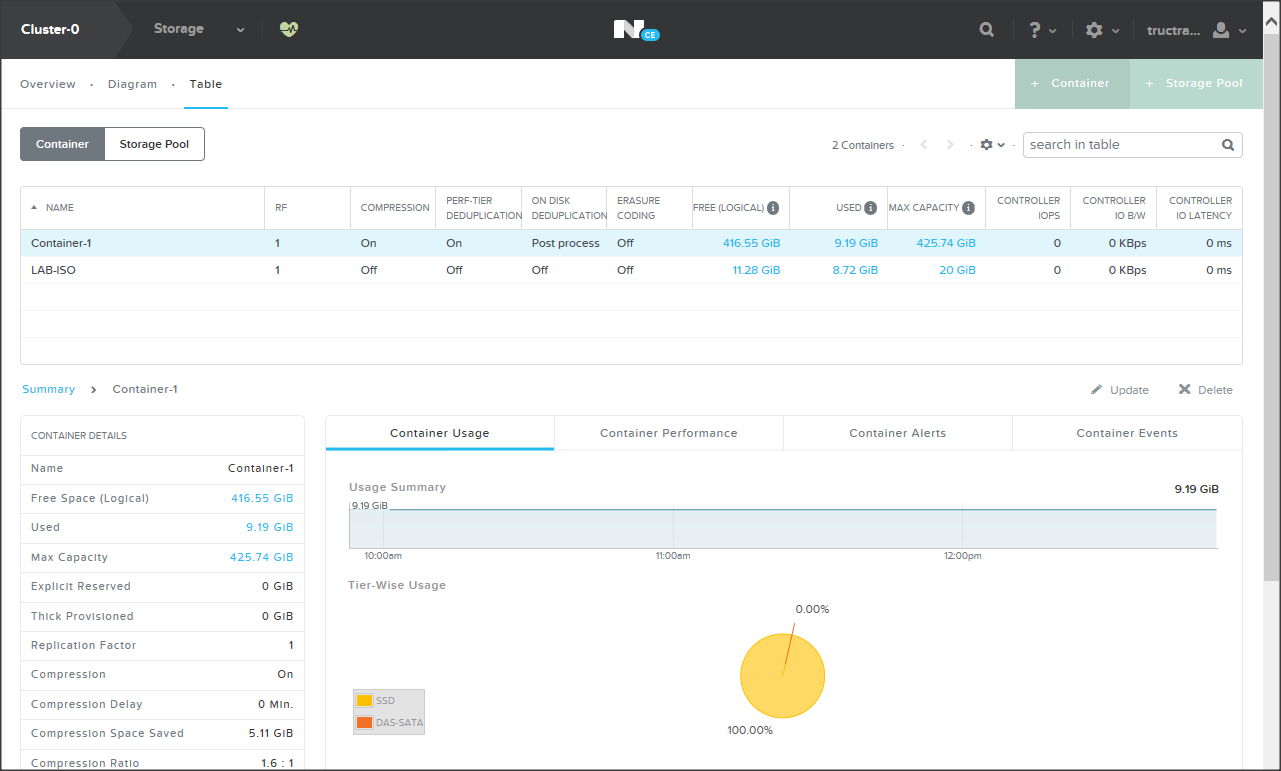 Cluster-0 Storage N CE ? tructra...
Overview · Diagram · Table + Container + Storage Pool
Container Storage Pool 2 Containers · · · search in table
NAME RF COMPRESSION PERF-TIER DEDUPLICATION ON DISK DEDUPLICATION ERASURE CODING FREE (LOGICAL) USED MAX CAPACITY CONTROLLER IOPS CONTROLLER IO B/W CONTROLLER IO LATENCY
Container-1 1 On On Post process Off 416.55 GiB 9.19 GiB 425.74 GiB 0 0 KBps 0 ms
LAB-ISO 1 Off Off Off Off 11.28 GiB 8.72 GiB 20 GiB 0 0 KBps 0 ms
Summary > Container-1 Update Delete
CONTAINER DETAILS
Name Container-1
Free Space (Logical) 416.55 GiB
Used 9.19 GiB
Max Capacity 425.74 GiB
Explicit Reserved 0 GiB
Thick Provisioned 0 GiB
Replication Factor 1
Compression On
Compression Delay 0 Min.
Compression Space Saved 5.11 GiB
Compression Ratio 1.6 : 1
Container Usage Container Performance Container Alerts Container Events
Usage Summary 9.19 GiB
9.19 GiB
10:00am 11:00am 12:00pm
Tier-Wise Usage
0.00%
SSD
DAS-SATA
100.00%